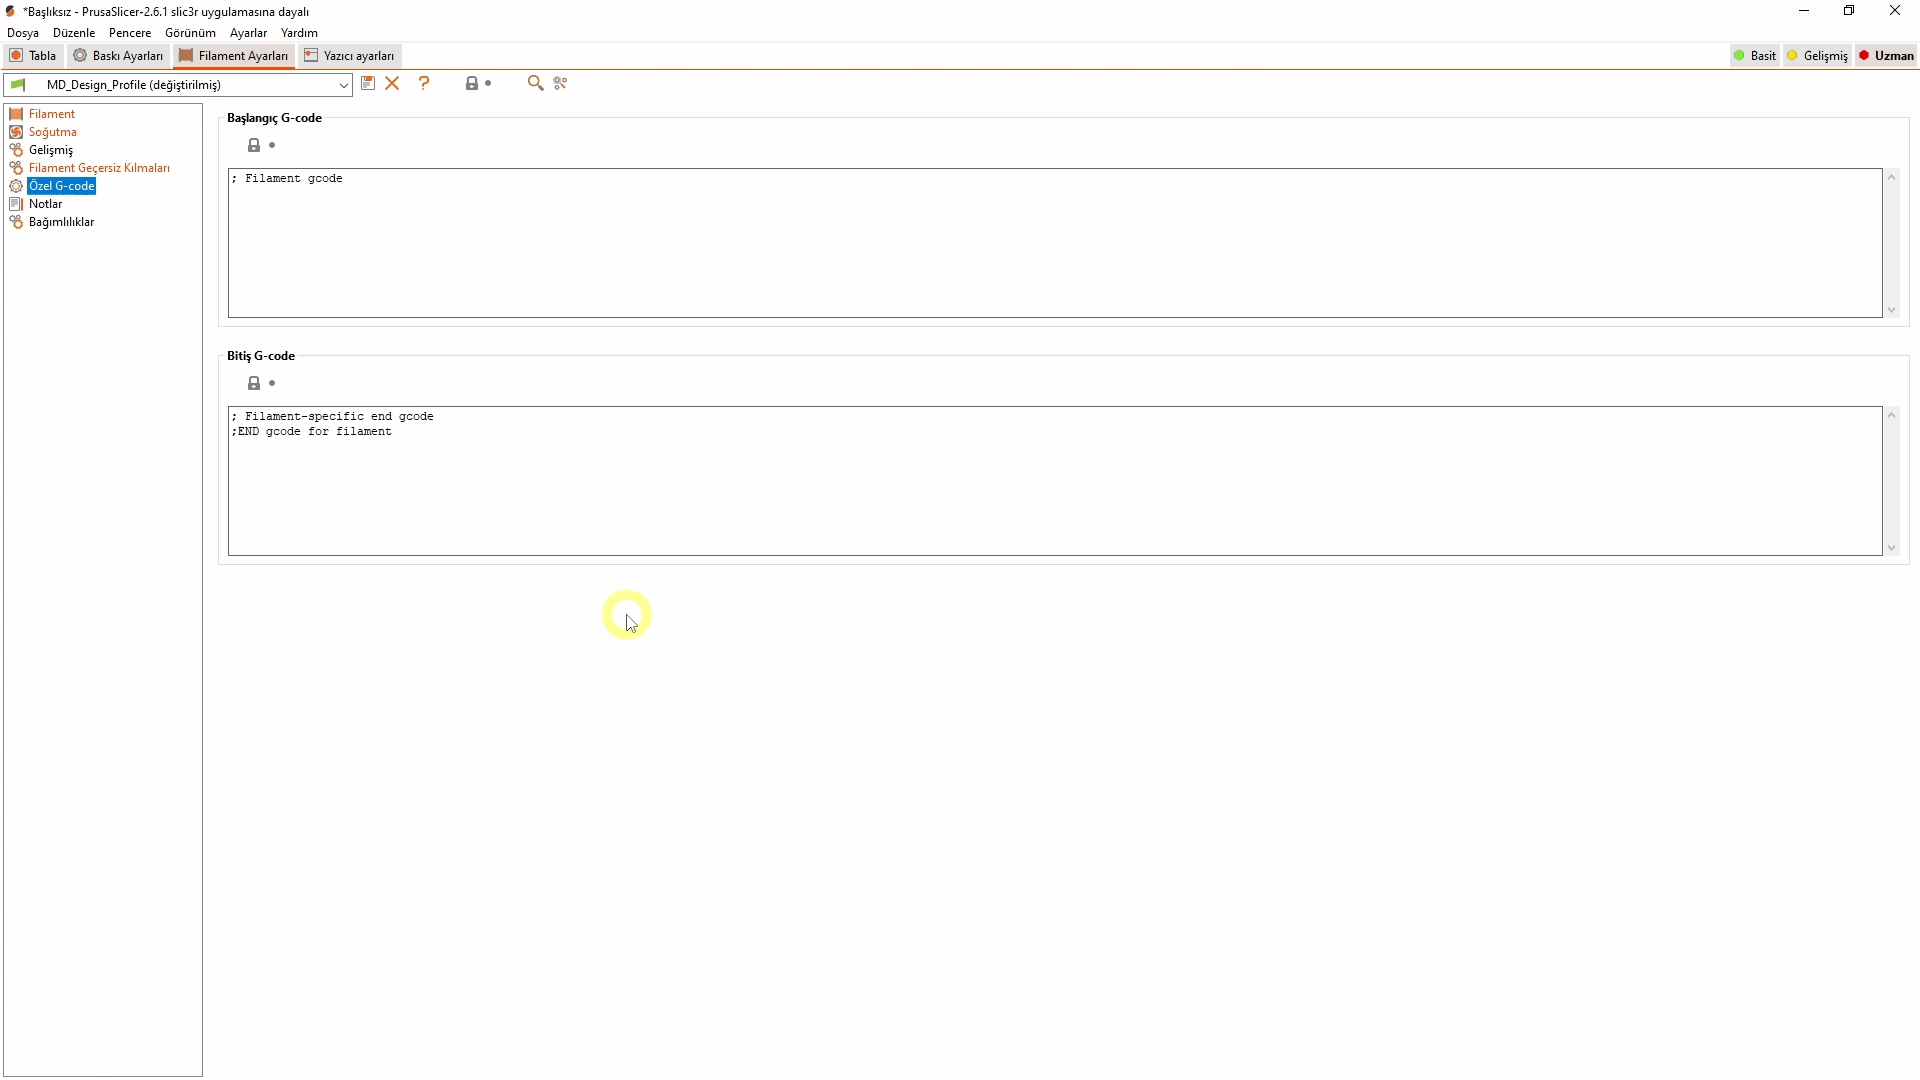 *Başlıksız - PrusaSlicer-2.6.1 slic3r uygulamasına dayalı
Dosya Düzenle Pencere Görünüm Ayarlar Yardım
Tabla Baskı Ayarları Filament Ayarları Yazıcı ayarları Basit Gelişmiş Uzman
MD_Design_Profile (değiştirilmiş)
Filament
Soğutma
Gelişmiş
Filament Geçersiz Kılmaları
Özel G-code
Notlar
Bağımlılıklar
Başlangıç G-code
; Filament gcode
Bitiş G-code
; Filament-specific end gcode
;END gcode for filament